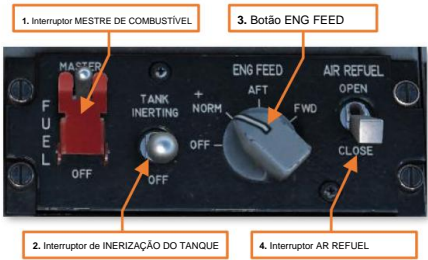 1. Interruptor MESTRE DE COMBUSTÍVEL
3. Botão ENG FEED
MASTER
ENG FEED
AIR REFUEL
FUEL
TANK
INERTING
+
NORM
AFT
FWD
OPEN
OFF
OFF
OFF
CLOSE
2. Interruptor de INERIZAÇÃO DO TANQUE
4. Interruptor AR REFUEL